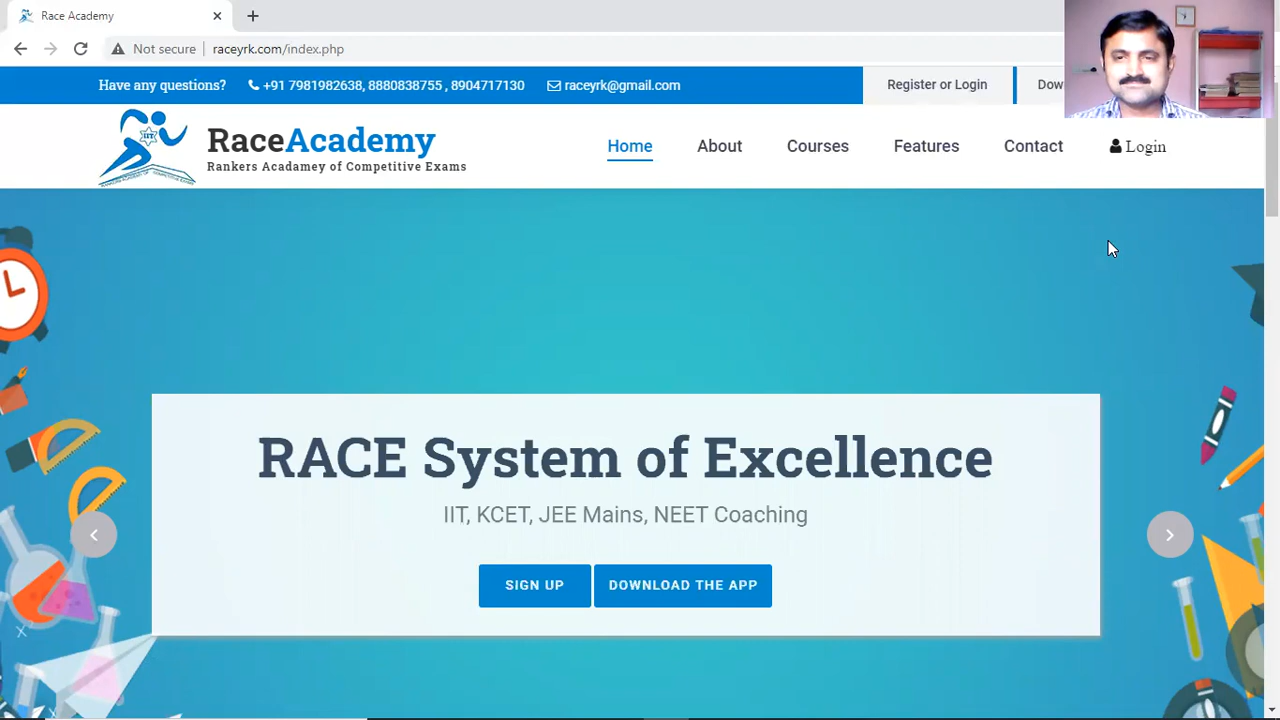 Race Academy
Not secure
raceyrk.com/index.php
Have any questions? +91 7981982638, 8880838755 , 8904717130 raceyrk@gmail.com Register or Login
IIT
RaceAcademy
Rankers Acadamey of Competitive Exams
Home About Courses Features Contact Login
RACE System of Excellence
IIT, KCET, JEE Mains, NEET Coaching
SIGN UP DOWNLOAD THE APP